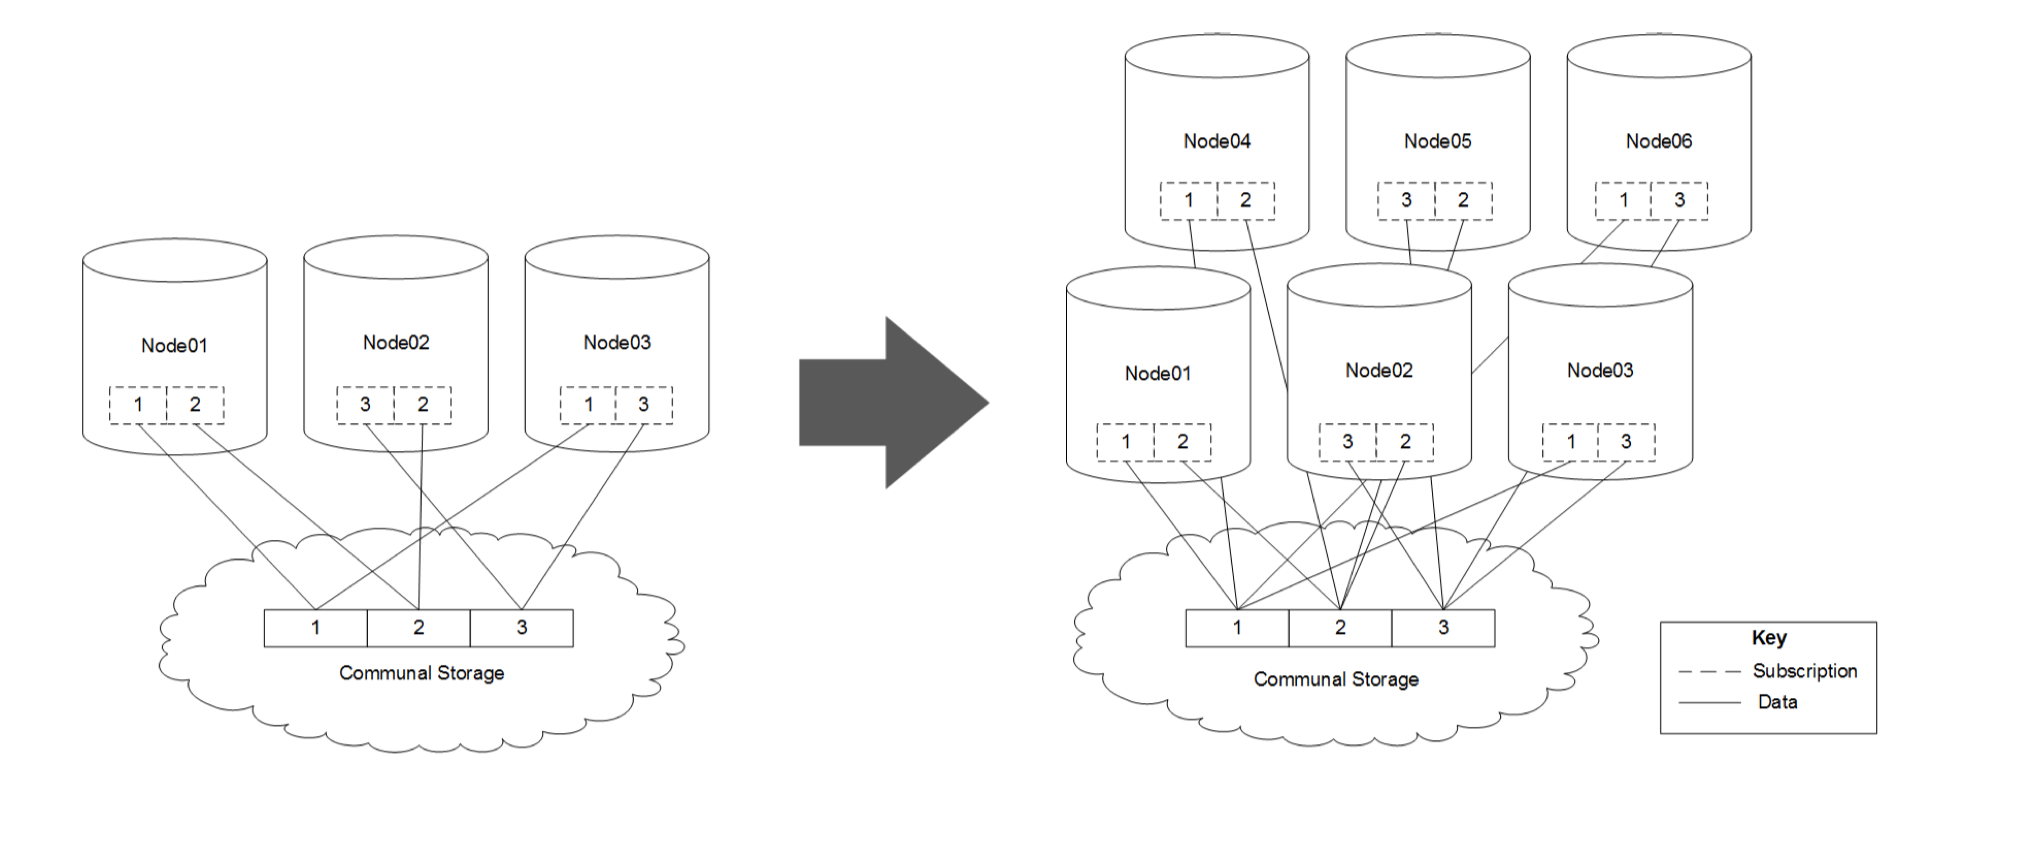 Node01
1 2
Node02
3 2
Node03
1 3
1 2 3
Communal Storage
Node04
1 2
Node05
3 2
Node06
1 3
Node01
1 2
Node02
3 2
Node03
1 3
1 2 3
Communal Storage
Key
Subscription
Data